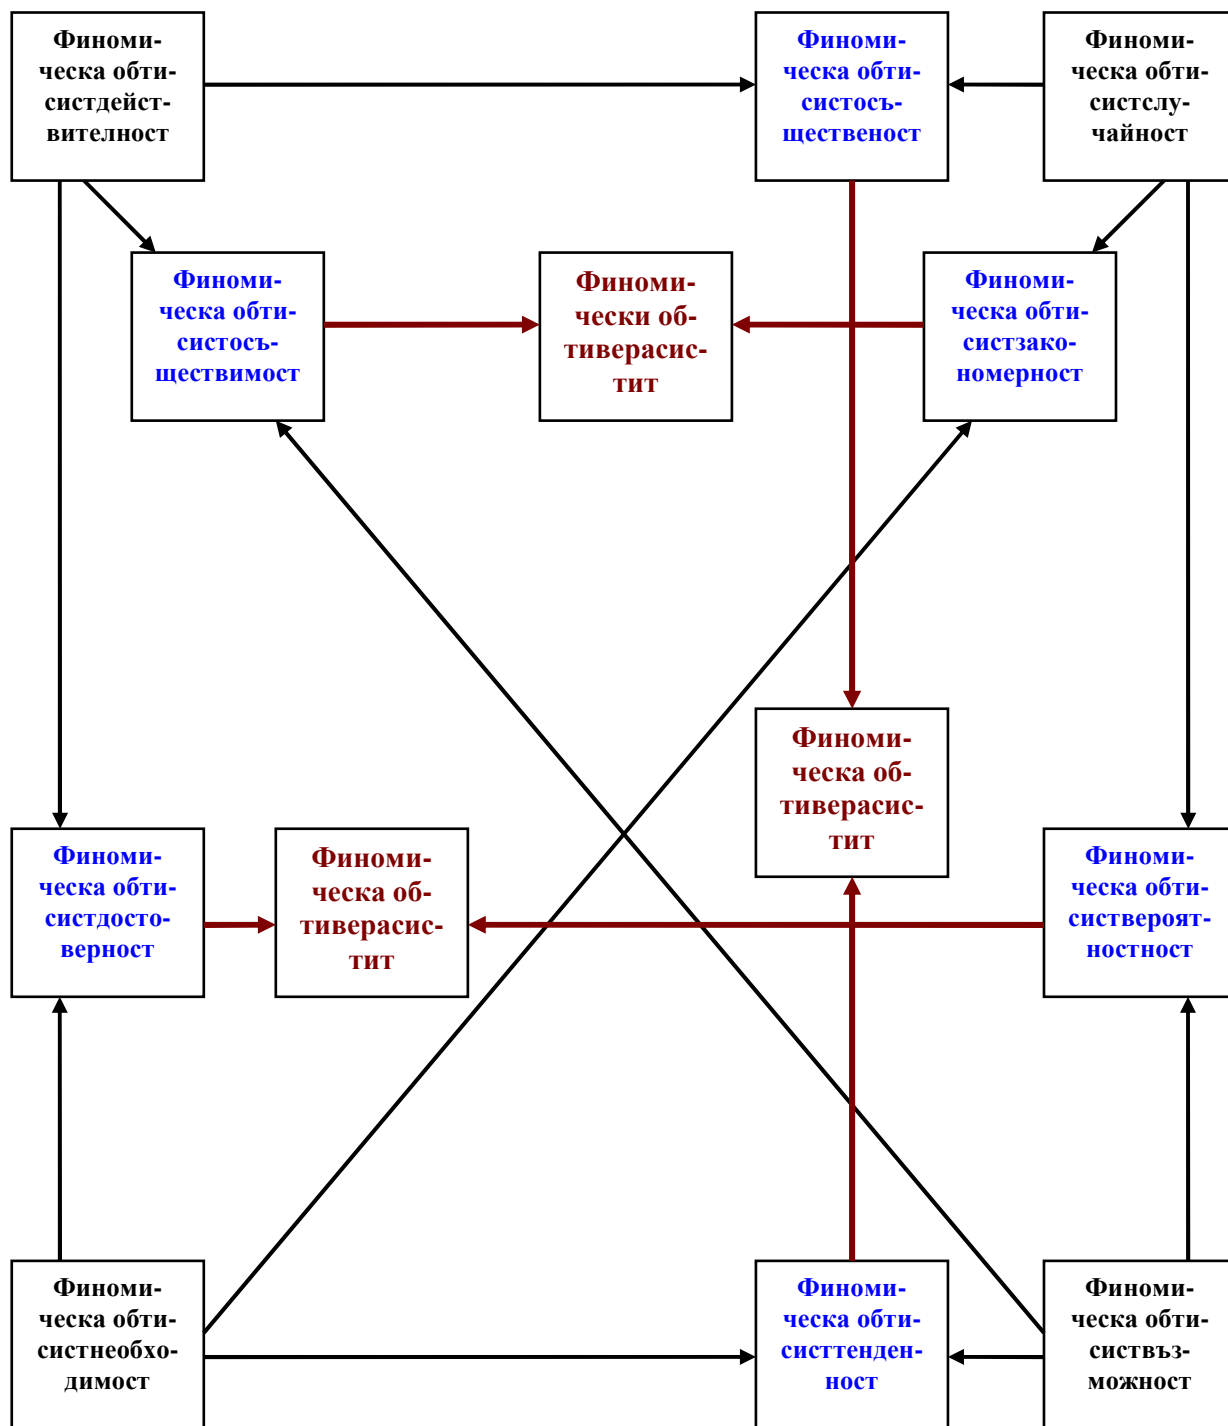 Финоми-
ческа обти-
систдейст-
вителност
Финоми-
ческа обти-
систосъ-
щественост
Финоми-
ческа обти-
систслу-
чайност
Финоми-
ческа обти-
систосъ-
ществимост
Финоми-
чески об-
тиверасис-
тит
Финоми-
ческа обти-
систзако-
номерност
Финоми-
ческа об-
тиверасис-
тит
Финоми-
ческа обти-
систдосто-
верност
Финоми-
ческа об-
тиверасис-
тит
Финоми-
ческа обти-
систвероят-
ностност
Финоми-
ческа обти-
систнеобхо-
димост
Финоми-
ческа обти-
систтенден-
ност
Финоми-
ческа обти-
систвъз-
можност